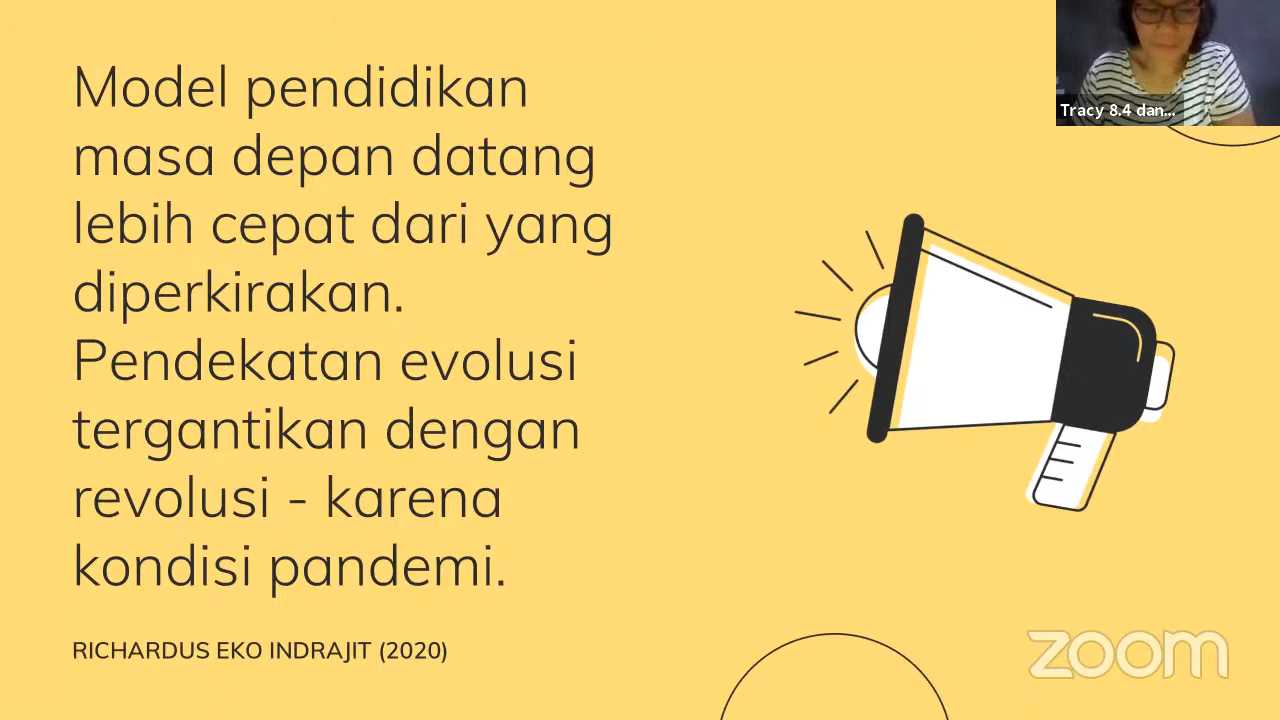 Model pendidikan
masa depan datang
lebih cepat dari yang
diperkirakan.
Pendekatan evolusi
tergantikan dengan
revolusi - karena
kondisi pandemi.
RICHARDUS EKO INDRAJIT (2020)
Tracy 8.4 dan...
zoom